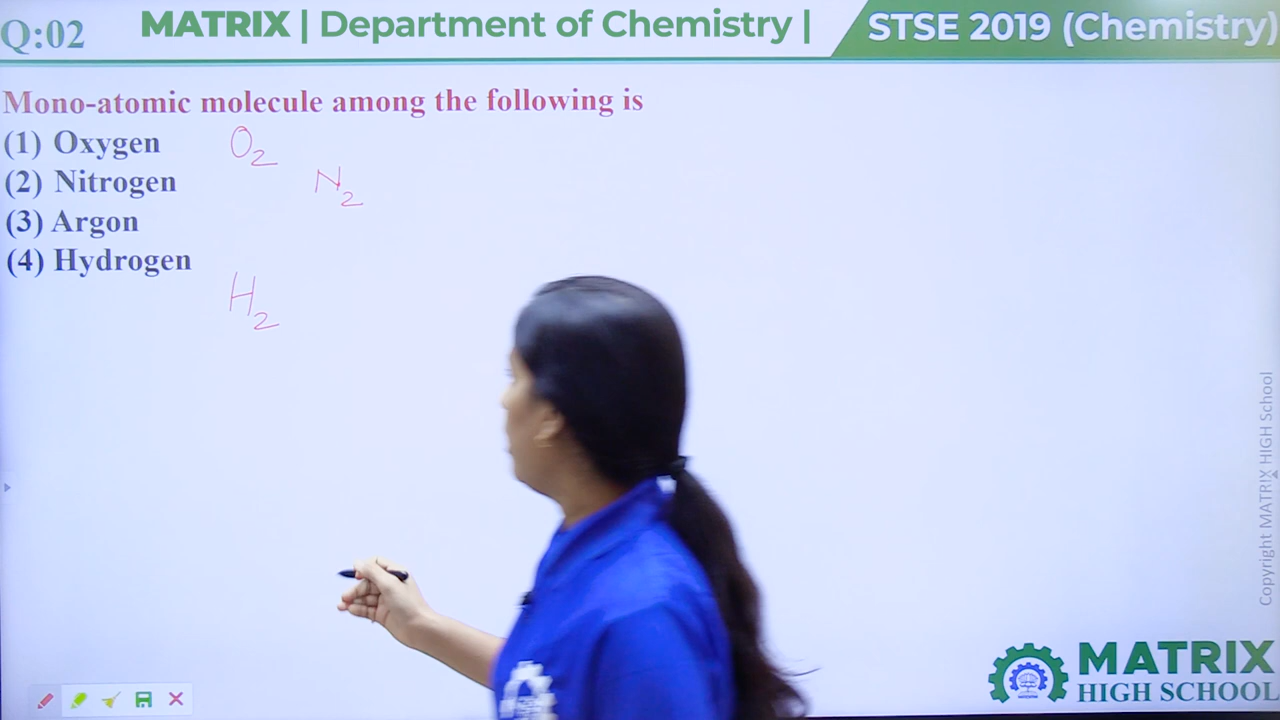 Q:02
MATRIX | Department of Chemistry |
STSE 2019 (Chemistry)
Mono-atomic molecule among the following is
(1) Oxygen O2
(2) Nitrogen N2
(3) Argon
(4) Hydrogen
H2
Copyright MATRIX HIGH School
MATRIX
HIGH SCHOOL